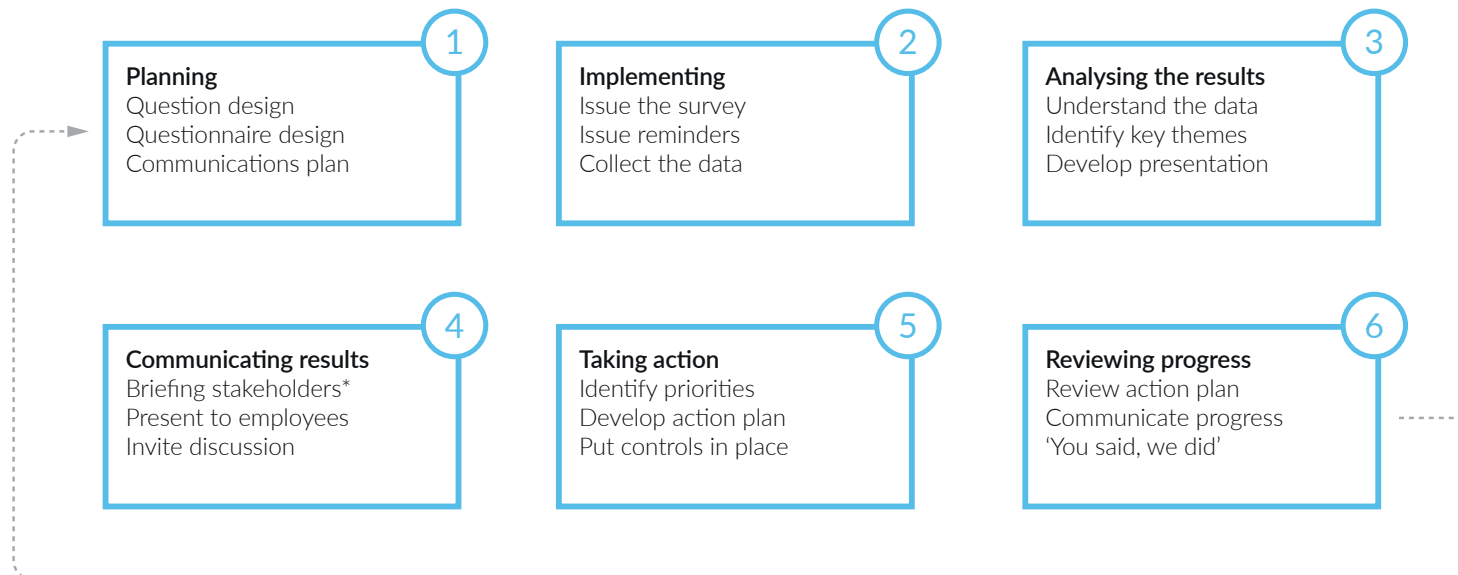 1
Planning
Question design
Questionnaire design
Communications plan
2
Implementing
Issue the survey
Issue reminders
Collect the data
3
Analysing the results
Understand the data
Identify key themes
Develop presentation
4
Communicating results
Briefing stakeholders*
Present to employees
Invite discussion
5
Taking action
Identify priorities
Develop action plan
Put controls in place
6
Reviewing progress
Review action plan
Communicate progress
‘You said, we did’